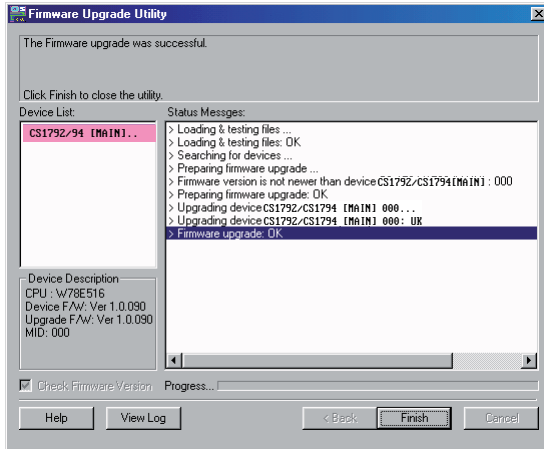 Firmware Upgrade Utility
The Firmware upgrade was successful.
Click Finish to close the utility.
Device List:
CS1792/94 [MAIN]..
Status Messges:
> Loading & testing files ...
> Loading & testing files: OK
> Searching for devices ...
> Preparing firmware upgrade ...
> Firmware version is not newer than device CS1792/CS1794[MAIN] : 000
> Preparing firmware upgrade: OK
> Upgrading device CS1792/CS1794 [MAIN] 000...
> Upgrading device CS1792/CS1794 [MAIN] 000: UK
> Firmware upgrade: OK
Device Description
CPU : W78E516
Device F/W: Ver 1.0.090
Upgrade F/W: Ver 1.0.090
MID: 000
Check Firmware Version
Progress...
Help
View Log
< Back
Finish
Cancel